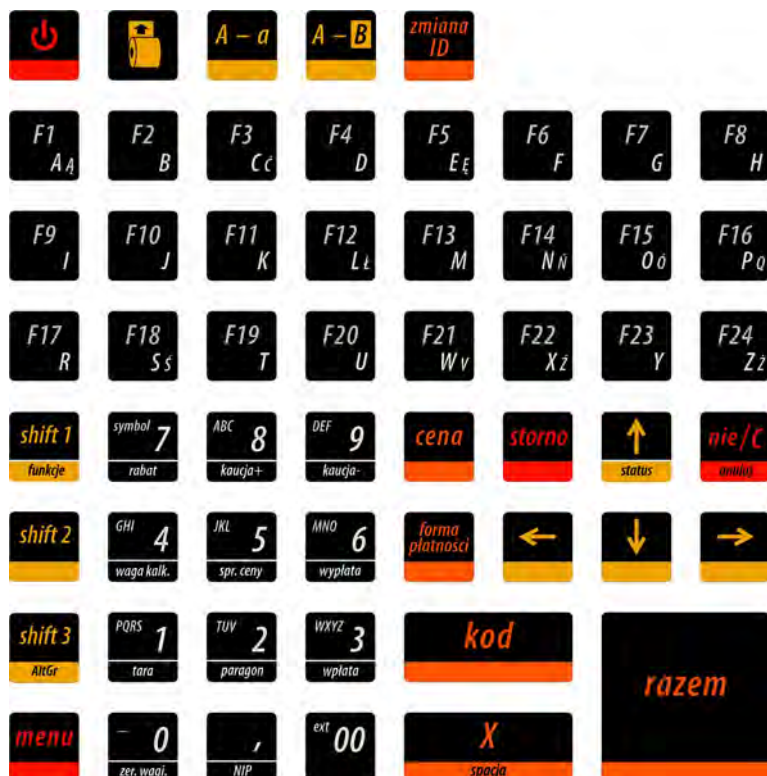 A – a A – B zmiana ID
F1 F2 F3 F4 F5 F6 F7 F8
A Ą B C Ć D E Ę F G H
F9 F10 F11 F12 F13 F14 F15 F16
I J K L Ł M N Ń O Ó P Q
F17 F18 F19 F20 F21 F22 F23 F24
R S Ś T U W V X Ź Y Z Ż
shift 1 symbol 7 ABC 8 DEF 9 cena storno nie/C
funkcje rabat kaucja+ kaucja- status anuluj
shift 2 GHI 4 JKL 5 MNO 6 forma płatności
waga kalk. spr. ceny wypłata
shift 3 PQRS 1 TUV 2 WXYZ 3 kod
AltGr tara paragon wpłata razem
menu – 0 , ext 00 X
zer. wagi. NIP spacja